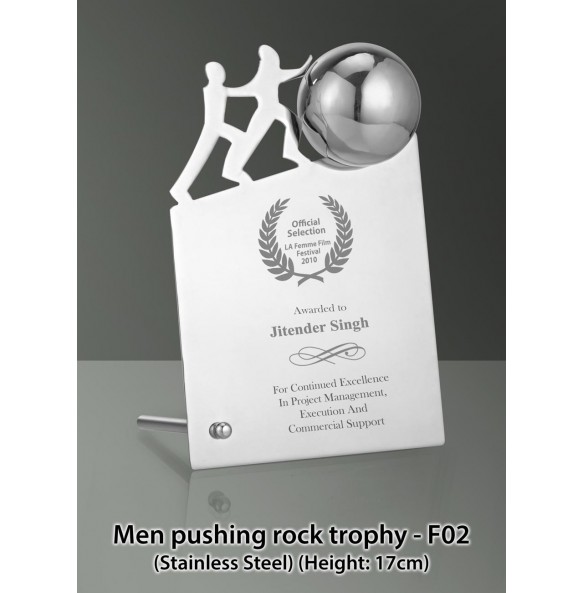 Official
Selection
LA Femme Film
Festival
2010
Awarded to
Jitender Singh
For Continued Excellence
In Project Management,
Execution And
Commercial Support
Men pushing rock trophy - F02
(Stainless Steel) (Height: 17cm)